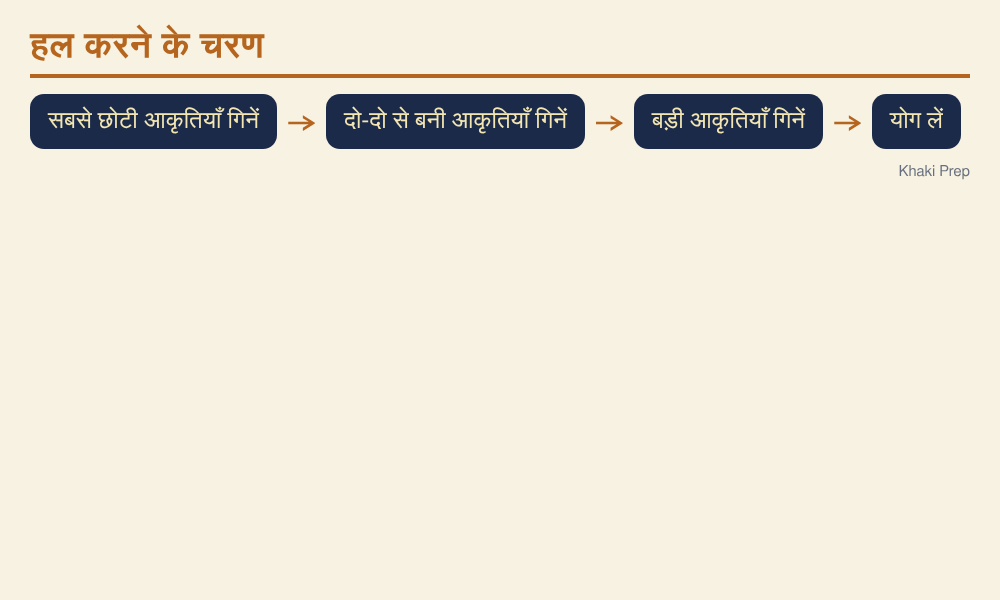 हल करने के चरण
सबसे छोटी आकृतियाँ गिनें → दो-दो से बनी आकृतियाँ गिनें → बड़ी आकृतियाँ गिनें → योग लें
Khaki Prep